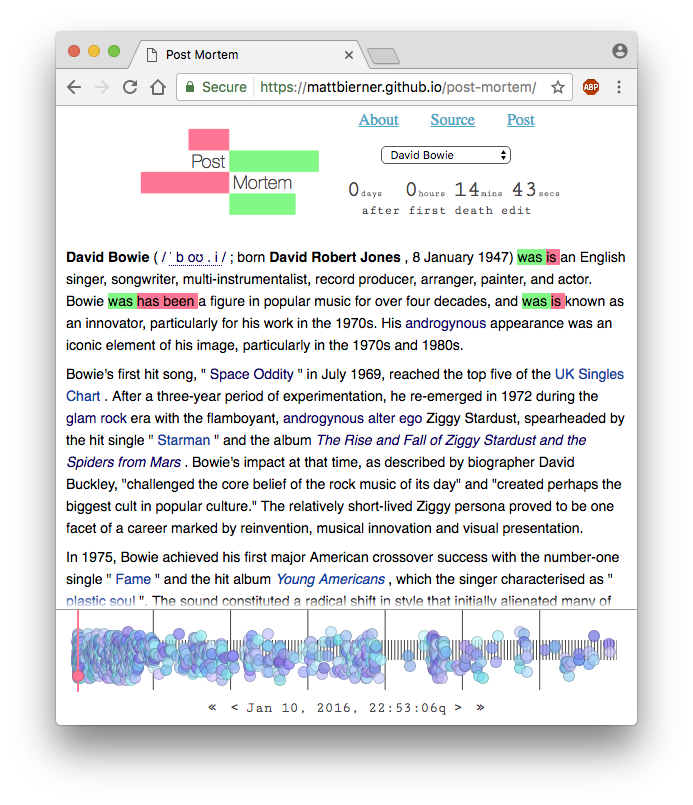 Post Mortem
Secure https://mattbierner.github.io/post-mortem/
ABP
About Source Post
Post
Mortem
David Bowie
0days 0hours 14mins 43secs
after first death edit
David Bowie ( / ˈ b oʊ . i / ; born David Robert Jones , 8 January 1947) was is an English
singer, songwriter, multi-instrumentalist, record producer, arranger, painter, and actor.
Bowie was has been a figure in popular music for over four decades, and was is known as
an innovator, particularly for his work in the 1970s. His androgynous appearance was an
iconic element of his image, particularly in the 1970s and 1980s.
Bowie's first hit song, " Space Oddity " in July 1969, reached the top five of the UK Singles
Chart . After a three-year period of experimentation, he re-emerged in 1972 during the
glam rock era with the flamboyant, androgynous alter ego Ziggy Stardust, spearheaded by
the hit single " Starman " and the album The Rise and Fall of Ziggy Stardust and the
Spiders from Mars . Bowie's impact at that time, as described by biographer David
Buckley, "challenged the core belief of the rock music of its day" and "created perhaps the
biggest cult in popular culture." The relatively short-lived Ziggy persona proved to be one
facet of a career marked by reinvention, musical innovation and visual presentation.
In 1975, Bowie achieved his first major American crossover success with the number-one
single " Fame " and the hit album Young Americans , which the singer characterised as "
plastic soul ". The sound constituted a radical shift in style that initially alienated many of
« < Jan 10, 2016, 22:53:06q > »